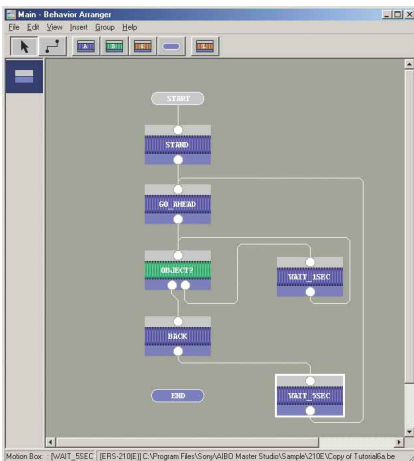 Main - Behavior Arranger
File Edit View Insert Group Help
START
STAND
GO_AHEAD
OBJECT?
WAIT_1SEC
BACK
END
WAIT_5SEC
Motion Box : [WAIT_5SEC [ERS-210(E)] C:\Program Files\Sony\AIBO Master Studio\Sample\210E\Copy of Tutorial6a.be